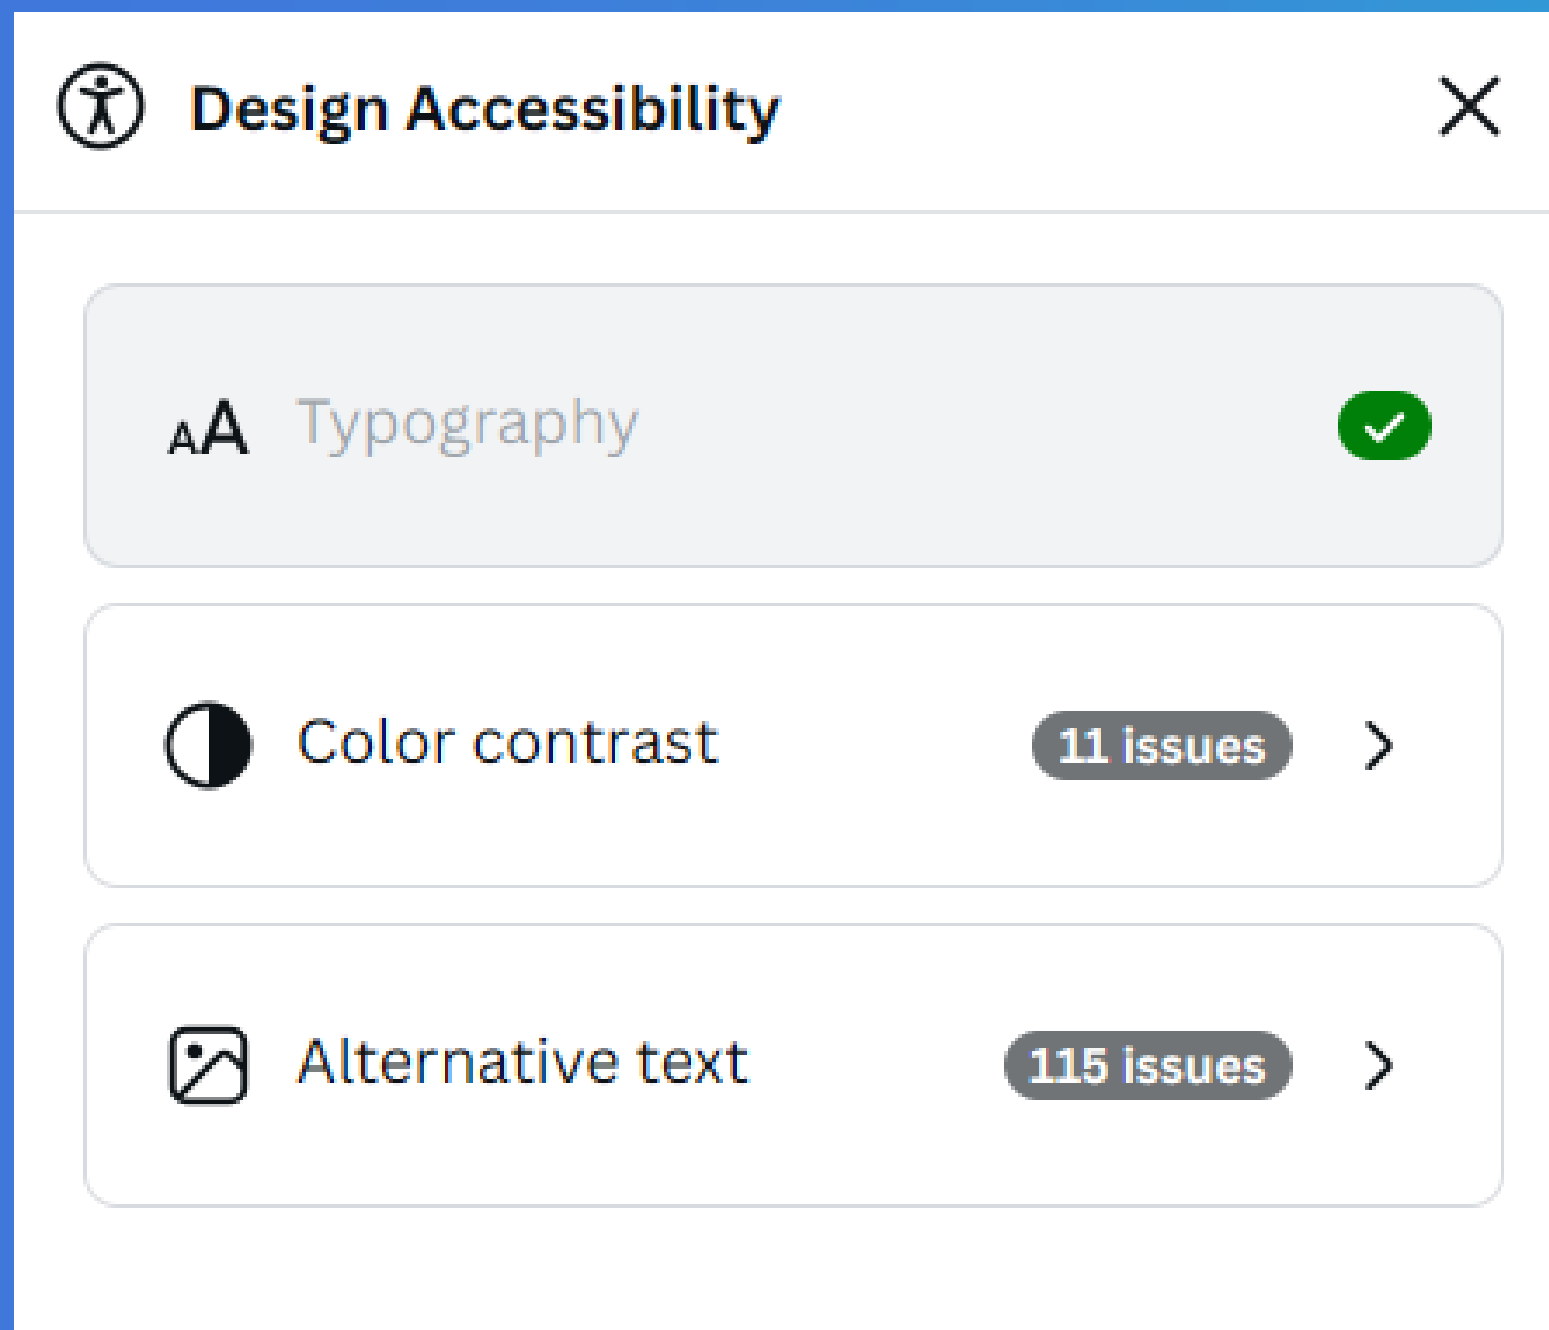 Design Accessibility
Typography
Color contrast 11 issues
Alternative text 115 issues